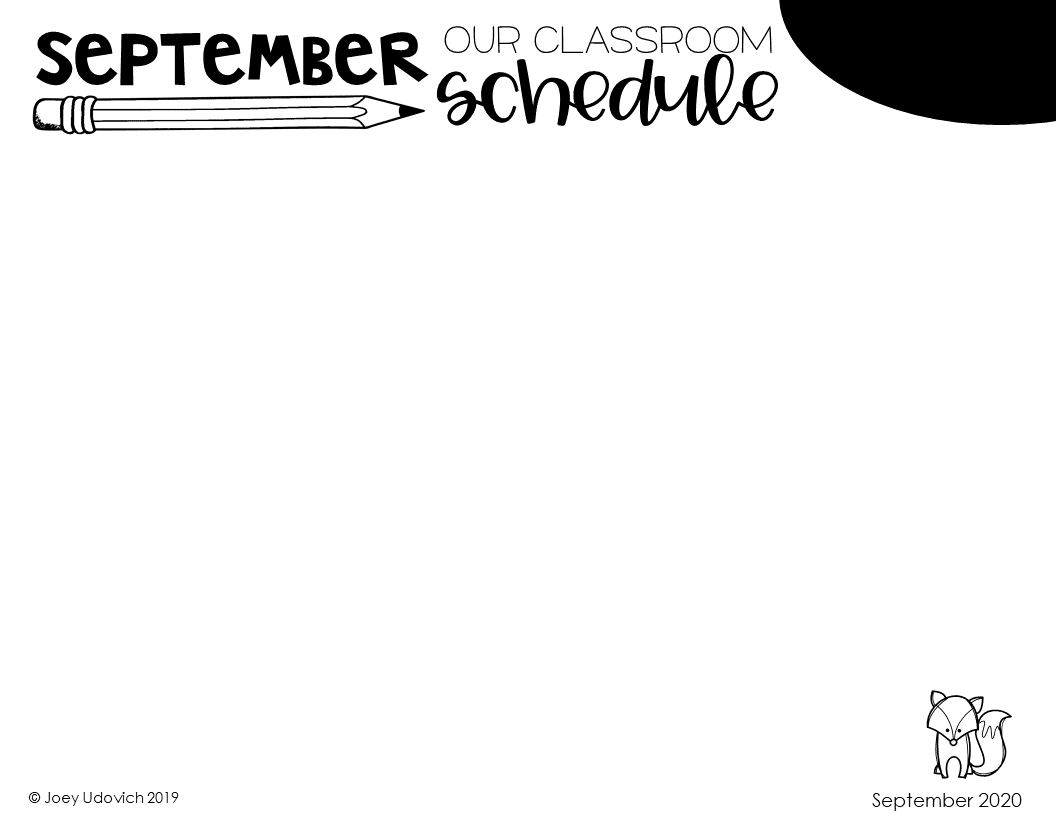 SePTeMBeR
OUR CLASSROOM
schedule
© Joey Udovich 2019
September 2020